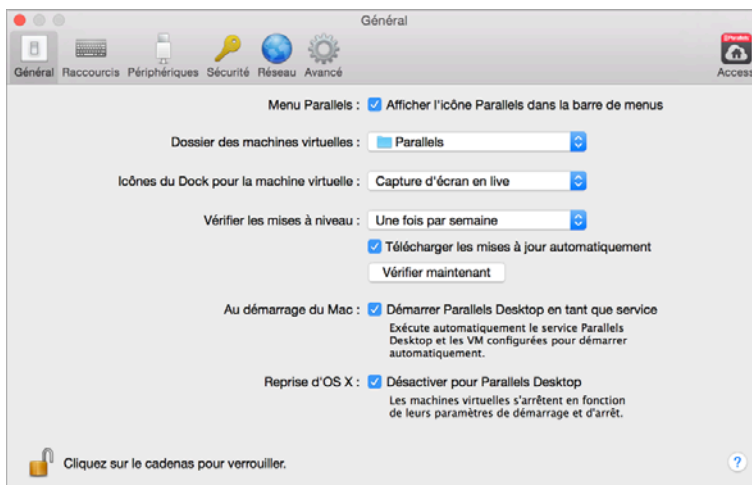 Général
Général Raccourcis Périphériques Sécurité Réseau Avancé Access
Menu Parallels : Afficher l'icône Parallels dans la barre de menus
Dossier des machines virtuelles : Parallels
Icônes du Dock pour la machine virtuelle : Capture d'écran en live
Vérifier les mises à niveau : Une fois par semaine
Télécharger les mises à jour automatiquement
Vérifier maintenant
Au démarrage du Mac : Démarrer Parallels Desktop en tant que service
Exécute automatiquement le service Parallels
Desktop et les VM configurées pour démarrer
automatiquement.
Reprise d'OS X : Désactiver pour Parallels Desktop
Les machines virtuelles s'arrêtent en fonction
de leurs paramètres de démarrage et d'arrêt.
Cliquez sur le cadenas pour verrouiller. ?